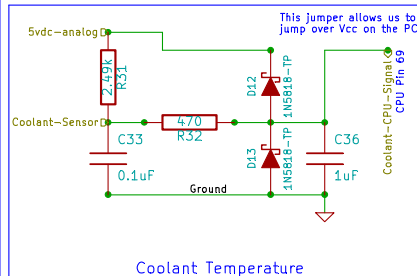 This jumper allows us to
jump over Vcc on the PC
5vdc-analog
2.49k
R31
D12
1N5818-TP
Coolant-CPU-Signal
CPU Pin 69
Coolant-Sensor
470
R32
C33
0.1uF
D13
1N5818-TP
C36
1uF
Ground
Coolant Temperature